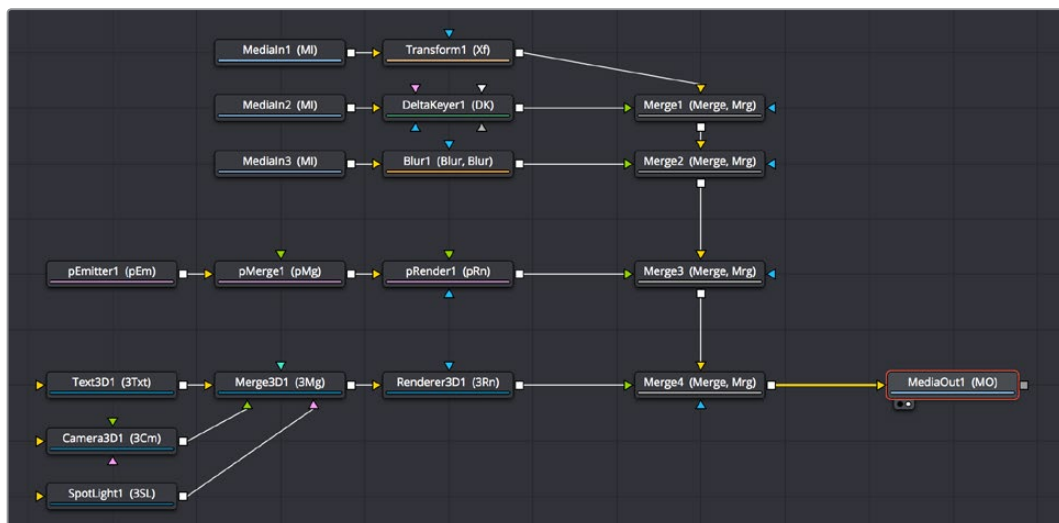 MediaIn1 (MI)
Transform1 (Xf)
MediaIn2 (MI)
DeltaKeyer1 (DK)
Merge1 (Merge, Mrg)
MediaIn3 (MI)
Blur1 (Blur, Blur)
Merge2 (Merge, Mrg)
pEmitter1 (pEm)
pMerge1 (pMg)
pRender1 (pRn)
Merge3 (Merge, Mrg)
Text3D1 (3Txt)
Merge3D1 (3Mg)
Renderer3D1 (3Rn)
Merge4 (Merge, Mrg)
MediaOut1 (MO)
Camera3D1 (3Cm)
SpotLight1 (3SL)